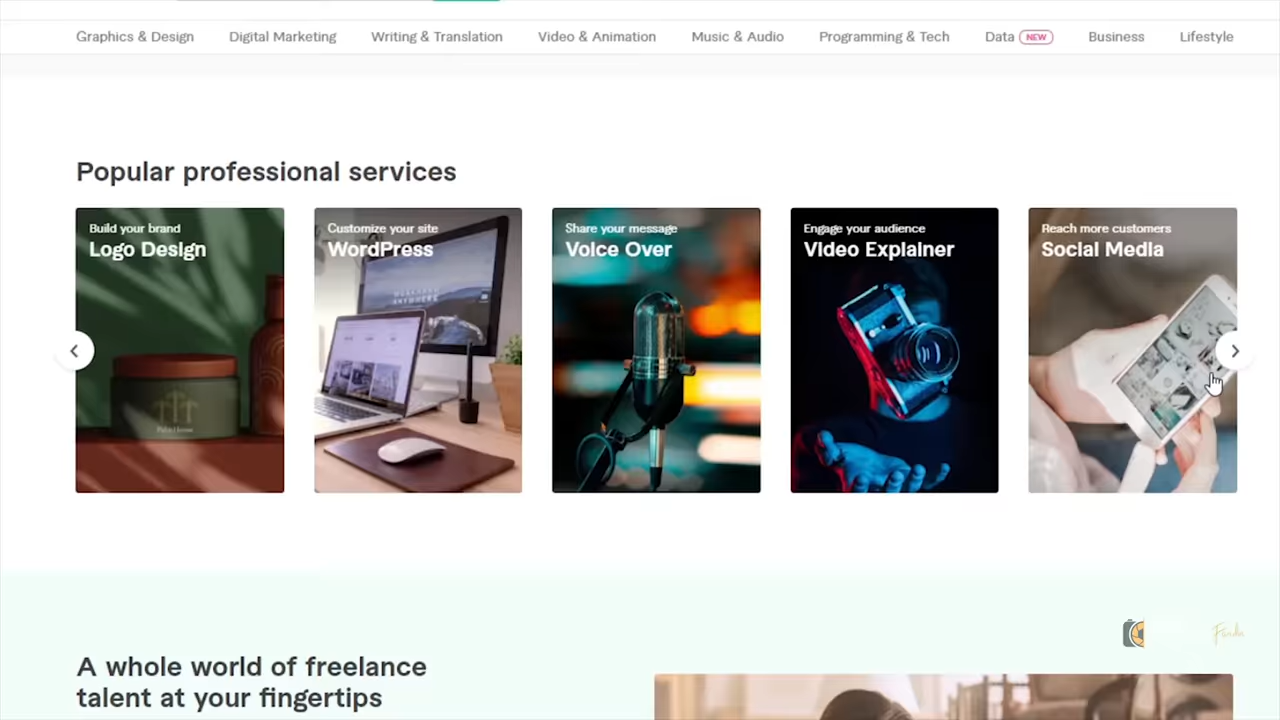 Graphics & Design Digital Marketing Writing & Translation Video & Animation Music & Audio Programming & Tech Data NEW Business Lifestyle
Popular professional services
Build your brand
Logo Design
Customize your site
WordPress
Share your message
Voice Over
Engage your audience
Video Explainer
Reach more customers
Social Media
A whole world of freelance
talent at your fingertips